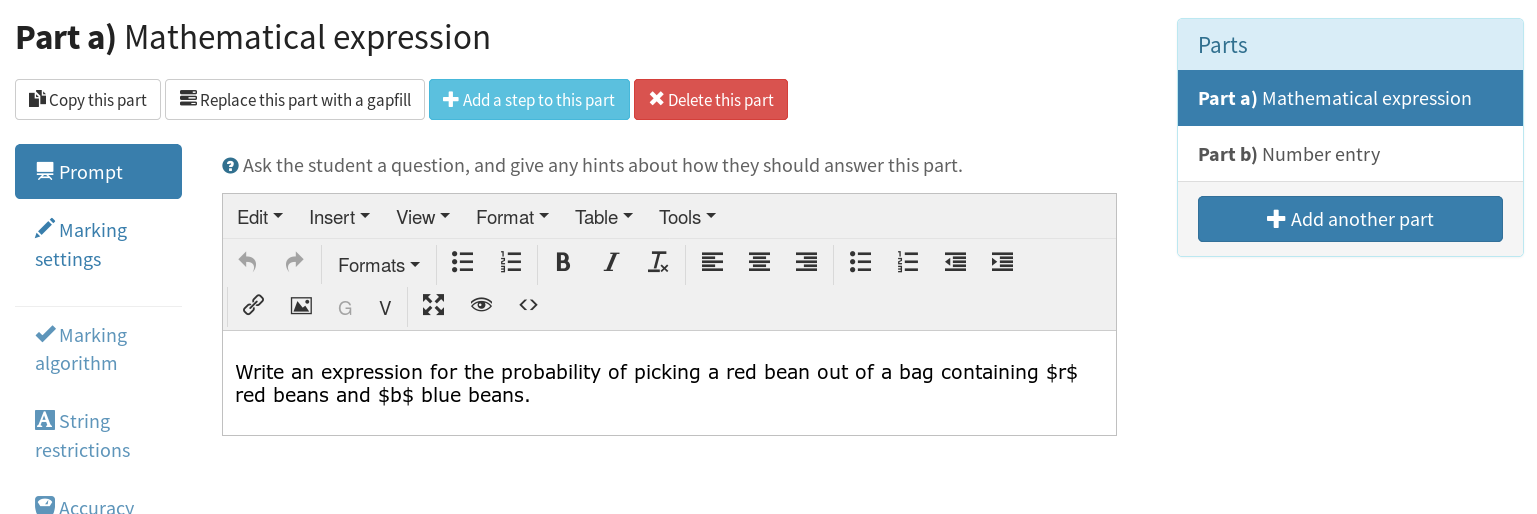 Part a) Mathematical expression
Copy this part
Replace this part with a gapfill
Add a step to this part
Delete this part
Prompt
Marking
settings
Marking
algorithm
String
restrictions
Accuracy
Ask the student a question, and give any hints about how they should answer this part.
Edit
Insert
View
Format
Table
Tools
Formats
G
V
Write an expression for the probability of picking a red bean out of a bag containing $r$
red beans and $b$ blue beans.
Parts
Part a) Mathematical expression
Part b) Number entry
Add another part